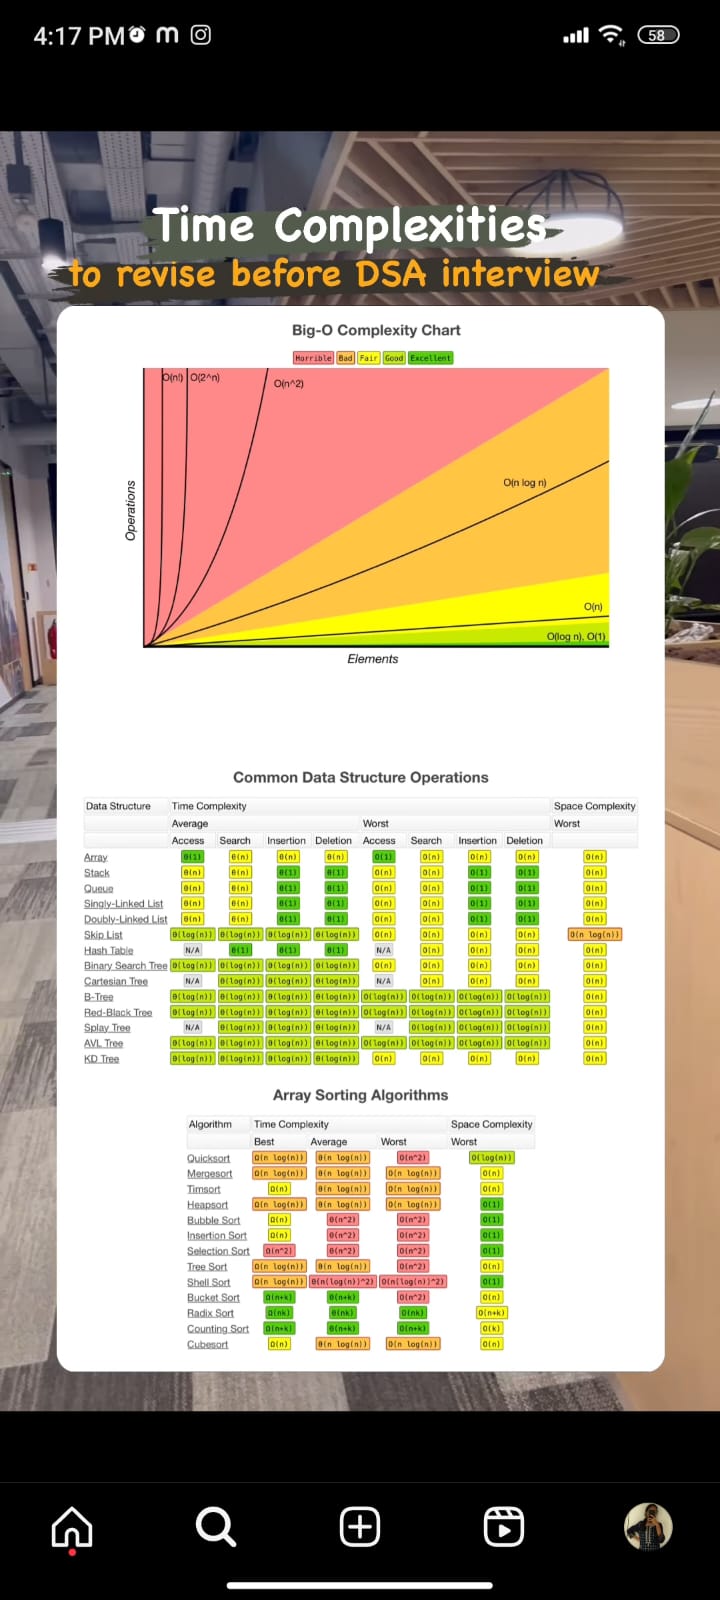 4:17 PM
58
Time Complexities
to revise before DSA interview
Big-O Complexity Chart
Horrible Bad Fair Good Excellent
O(n!) O(2^n) O(n^2)
O(n log n)
O(n)
O(log n), O(1)
Operations
Elements
Common Data Structure Operations
Data Structure Time Complexity Space Complexity
Average Worst Worst
Access Search Insertion Deletion Access Search Insertion Deletion
Array Θ(1) Θ(n) Θ(n) Θ(n) O(1) O(n) O(n) O(n) O(n)
Stack Θ(n) Θ(n) Θ(1) Θ(1) O(n) O(n) O(1) O(1) O(n)
Queue Θ(n) Θ(n) Θ(1) Θ(1) O(n) O(n) O(1) O(1) O(n)
Singly-Linked List Θ(n) Θ(n) Θ(1) Θ(1) O(n) O(n) O(1) O(1) O(n)
Doubly-Linked List Θ(n) Θ(n) Θ(1) Θ(1) O(n) O(n) O(1) O(1) O(n)
Skip List Θ(log(n)) Θ(log(n)) Θ(log(n)) Θ(log(n)) O(n) O(n) O(n) O(n) O(n log(n))
Hash Table N/A Θ(1) Θ(1) Θ(1) N/A O(n) O(n) O(n) O(n)
Binary Search Tree Θ(log(n)) Θ(log(n)) Θ(log(n)) Θ(log(n)) O(n) O(n) O(n) O(n) O(n)
Cartesian Tree N/A Θ(log(n)) Θ(log(n)) Θ(log(n)) N/A O(n) O(n) O(n) O(n)
B-Tree Θ(log(n)) Θ(log(n)) Θ(log(n)) Θ(log(n)) O(log(n)) O(log(n)) O(log(n)) O(log(n)) O(n)
Red-Black Tree Θ(log(n)) Θ(log(n)) Θ(log(n)) Θ(log(n)) O(log(n)) O(log(n)) O(log(n)) O(log(n)) O(n)
Splay Tree N/A Θ(log(n)) Θ(log(n)) Θ(log(n)) N/A O(log(n)) O(log(n)) O(log(n)) O(n)
AVL Tree Θ(log(n)) Θ(log(n)) Θ(log(n)) Θ(log(n)) O(log(n)) O(log(n)) O(log(n)) O(log(n)) O(n)
KD Tree Θ(log(n)) Θ(log(n)) Θ(log(n)) Θ(log(n)) O(n) O(n) O(n) O(n) O(n)
Array Sorting Algorithms
Algorithm Time Complexity Space Complexity
Best Average Worst Worst
Quicksort Ω(n log(n)) Θ(n log(n)) O(n^2) O(log(n))
Mergesort Ω(n log(n)) Θ(n log(n)) O(n log(n)) O(n)
Timsort Ω(n) Θ(n log(n)) O(n log(n)) O(n)
Heapsort Ω(n log(n)) Θ(n log(n)) O(n log(n)) O(1)
Bubble Sort Ω(n) Θ(n^2) O(n^2) O(1)
Insertion Sort Ω(n) Θ(n^2) O(n^2) O(1)
Selection Sort Ω(n^2) Θ(n^2) O(n^2) O(1)
Tree Sort Ω(n log(n)) Θ(n log(n)) O(n^2) O(n)
Shell Sort Ω(n log(n)) Θ(n(log(n))^2) O(n(log(n))^2) O(1)
Bucket Sort Ω(n+k) Θ(n+k) O(n^2) O(n)
Radix Sort Ω(nk) Θ(nk) O(nk) O(n+k)
Counting Sort Ω(n+k) Θ(n+k) O(n+k) O(k)
Cubesort Ω(n) Θ(n log(n)) O(n log(n)) O(n)